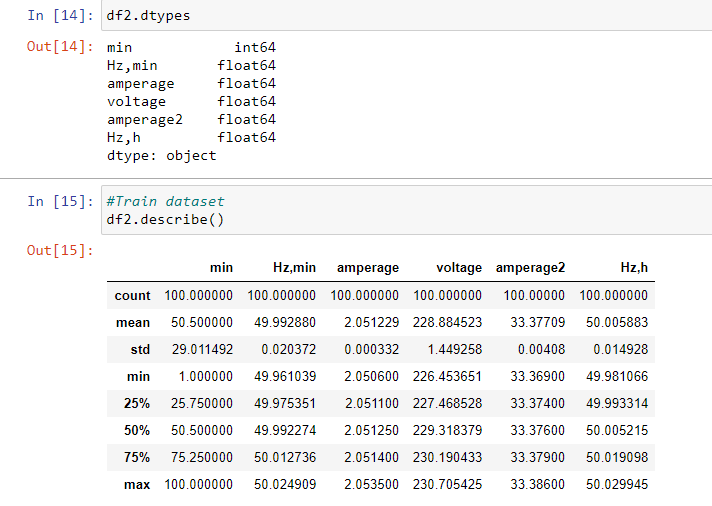 In [14]: df2.dtypes
Out[14]: min int64
Hz,min float64
amperage float64
voltage float64
amperage2 float64
Hz,h float64
dtype: object
In [15]: #Train dataset
df2.describe()
Out[15]:
min Hz,min amperage voltage amperage2 Hz,h
count 100.000000 100.000000 100.000000 100.000000 100.00000 100.000000
mean 50.500000 49.992880 2.051229 228.884523 33.37709 50.005883
std 29.011492 0.020372 0.000332 1.449258 0.00408 0.014928
min 1.000000 49.961039 2.050600 226.453651 33.36900 49.981066
25% 25.750000 49.975351 2.051100 227.468528 33.37400 49.993314
50% 50.500000 49.992274 2.051250 229.318379 33.37600 50.005215
75% 75.250000 50.012736 2.051400 230.190433 33.37900 50.019098
max 100.000000 50.024909 2.053500 230.705425 33.38600 50.029945